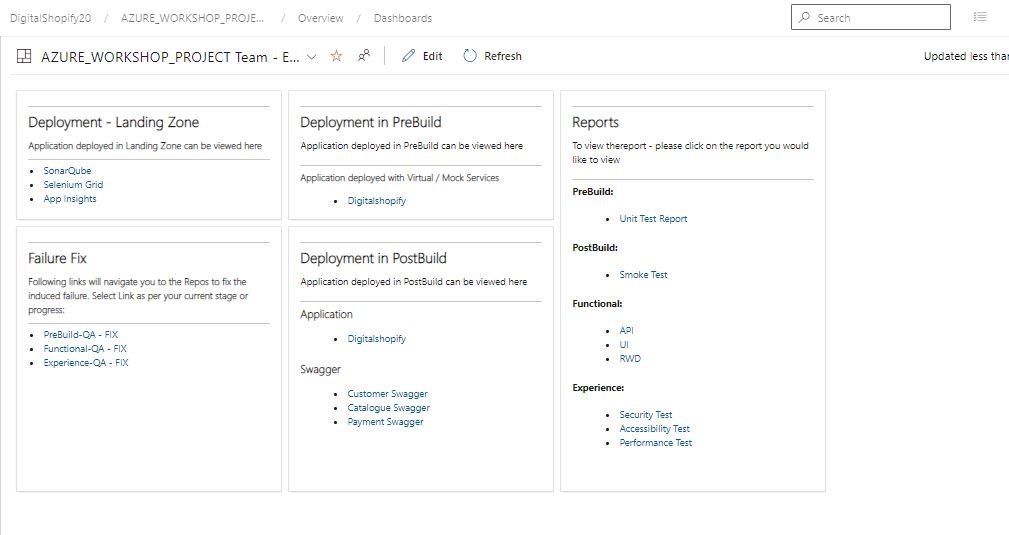 DigitalShopify20 / AZURE_WORKSHOP_PROJE... / Overview / Dashboards
Search
AZURE_WORKSHOP_PROJECT Team - E...
Edit
Refresh
Updated less than
Deployment - Landing Zone
Application deployed in Landing Zone can be viewed here
SonarQube
Selenium Grid
App Insights
Failure Fix
Following links will navigate you to the Repos to fix the
induced failure. Select Link as per your current stage or
progress:
PreBuild-QA - FIX
Functional-QA - FIX
Experience-QA - FIX
Deployment in PreBuild
Application deployed in PreBuild can be viewed here
Application deployed with Virtual / Mock Services
Digitalshopify
Deployment in PostBuild
Application deployed in PostBuild can be viewed here
Application
Digitalshopify
Swagger
Customer Swagger
Catalogue Swagger
Payment Swagger
Reports
To view thereport - please click on the report you would
like to view
PreBuild:
Unit Test Report
PostBuild:
Smoke Test
Functional:
API
UI
RWD
Experience:
Security Test
Accessibility Test
Performance Test